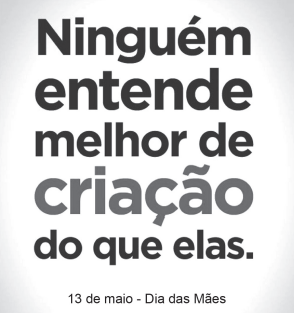 Ninguém
entende
melhor de
criação
do que elas.
13 de maio - Dia das Mães